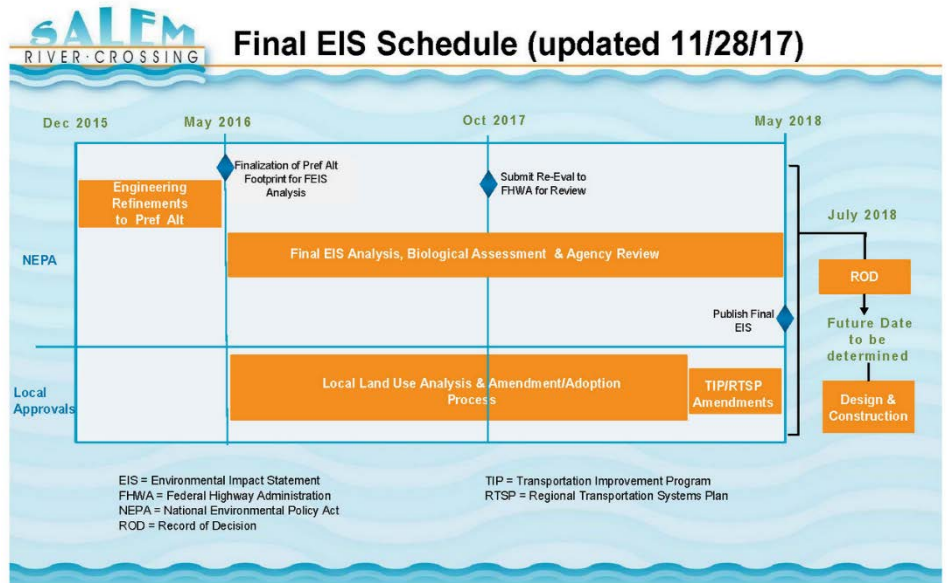 SALEM
RIVER·CROSSING
Final EIS Schedule (updated 11/28/17)
Dec 2015
May 2016
Oct 2017
May 2018
Finalization of Pref Alt
Footprint for FEIS
Analysis
Submit Re-Eval to
FHWA for Review
Engineering
Refinements
to Pref Alt
July 2018
NEPA
Final EIS Analysis, Biological Assessment & Agency Review
ROD
Publish Final
EIS
Future Date
to be
determined
Local
Approvals
Local Land Use Analysis & Amendment/Adoption
Process
TIP/RTSP
Amendments
Design &
Construction
EIS = Environmental Impact Statement
FHWA = Federal Highway Administration
NEPA = National Environmental Policy Act
ROD = Record of Decision
TIP = Transportation Improvement Program
RTSP = Regional Transportation Systems Plan